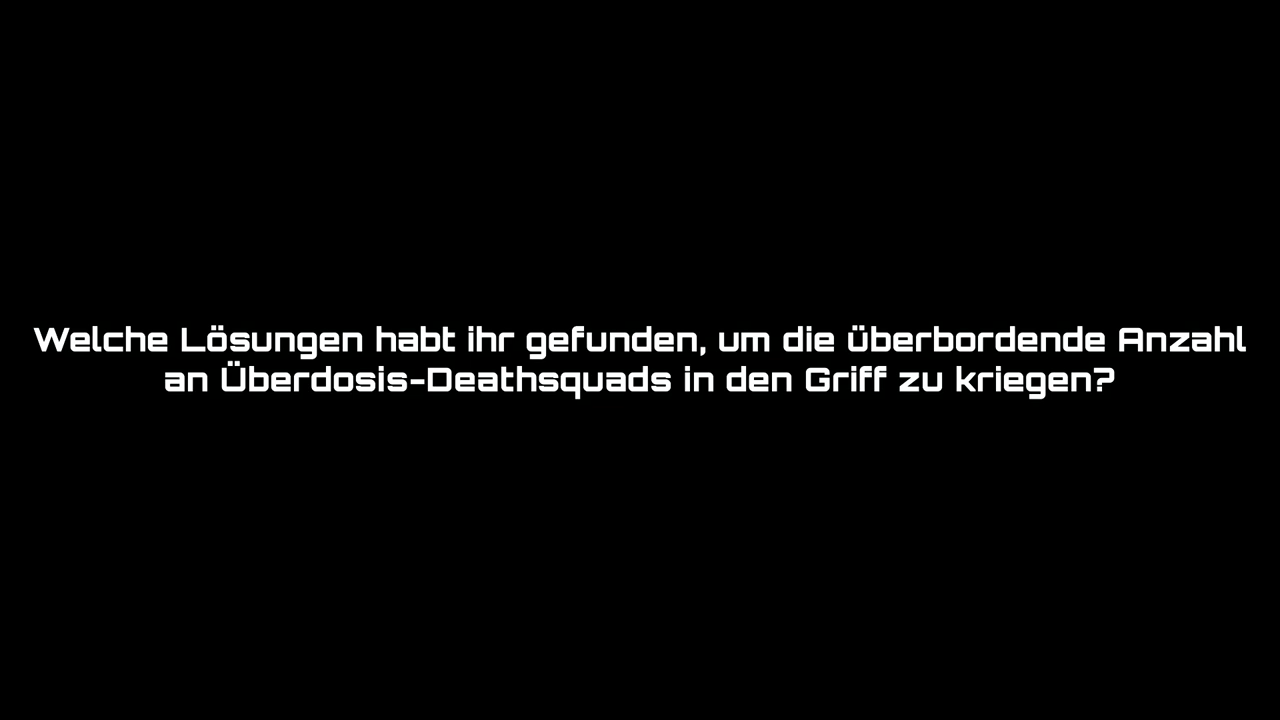 Welche Lösungen habt ihr gefunden, um die überbordende Anzahl
an Überdosis-Deathsquads in den Griff zu kriegen?